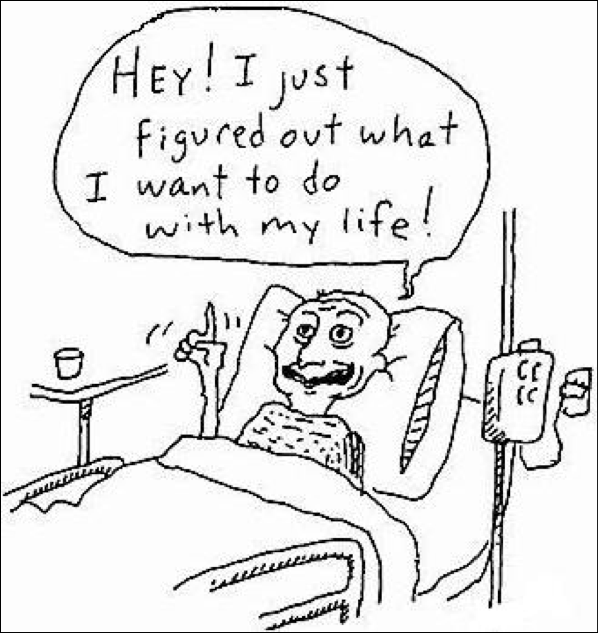 HEY! I just
figured out what
I want to do
with my life!